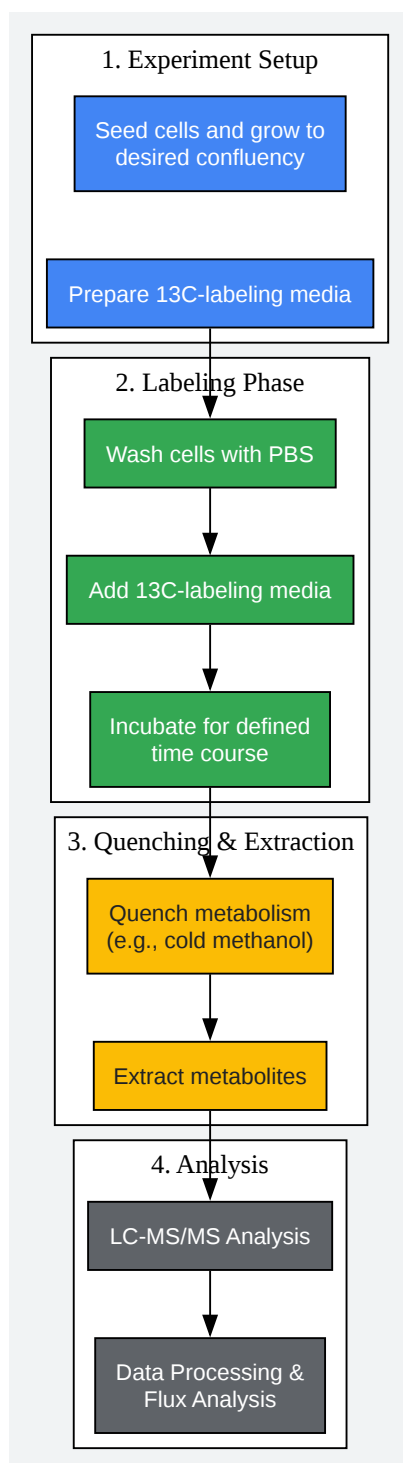 1. Experiment Setup
Seed cells and grow to
desired confluency
Prepare 13C-labeling media
2. Labeling Phase
Wash cells with PBS
Add 13C-labeling media
Incubate for defined
time course
3. Quenching & Extraction
Quench metabolism
(e.g., cold methanol)
Extract metabolites
4. Analysis
LC-MS/MS Analysis
Data Processing &
Flux Analysis